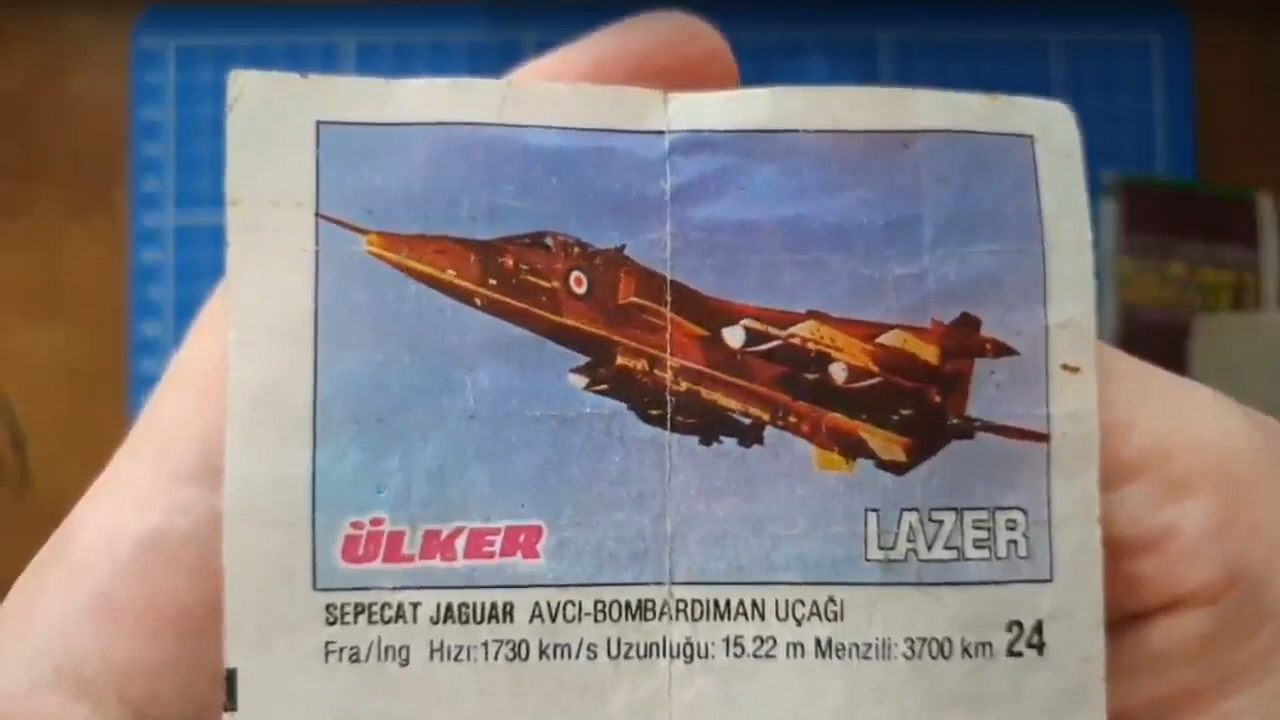 ÜLKER
LAZER
SEPECAT JAGUAR AVCI-BOMBARDIMAN UÇAĞI
Fra/İng Hızı:1730 km/s Uzunluğu: 15.22 m Menzili: 3700 km 24